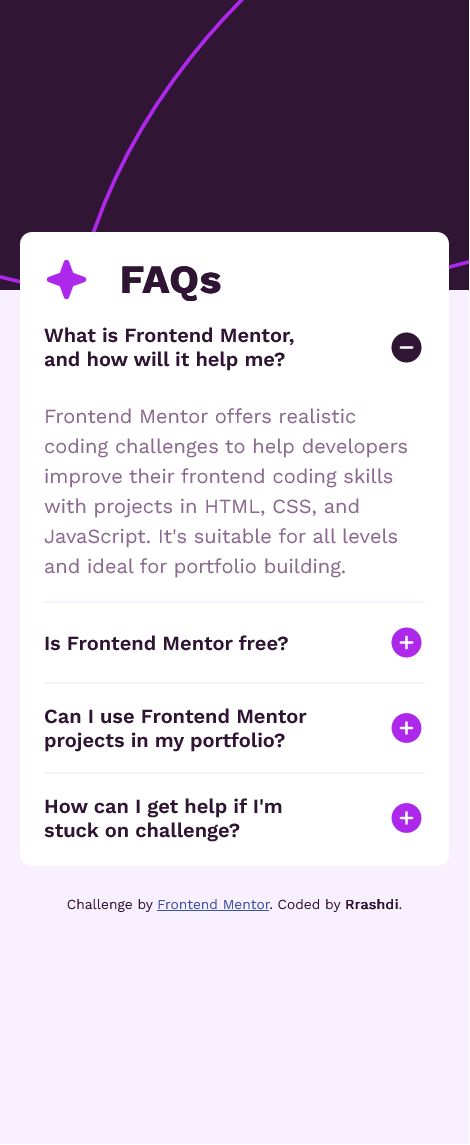 FAQs
What is Frontend Mentor,
and how will it help me?
Frontend Mentor offers realistic
coding challenges to help developers
improve their frontend coding skills
with projects in HTML, CSS, and
JavaScript. It's suitable for all levels
and ideal for portfolio building.
Is Frontend Mentor free?
Can I use Frontend Mentor
projects in my portfolio?
How can I get help if I'm
stuck on challenge?
Challenge by Frontend Mentor. Coded by Rrashdi.